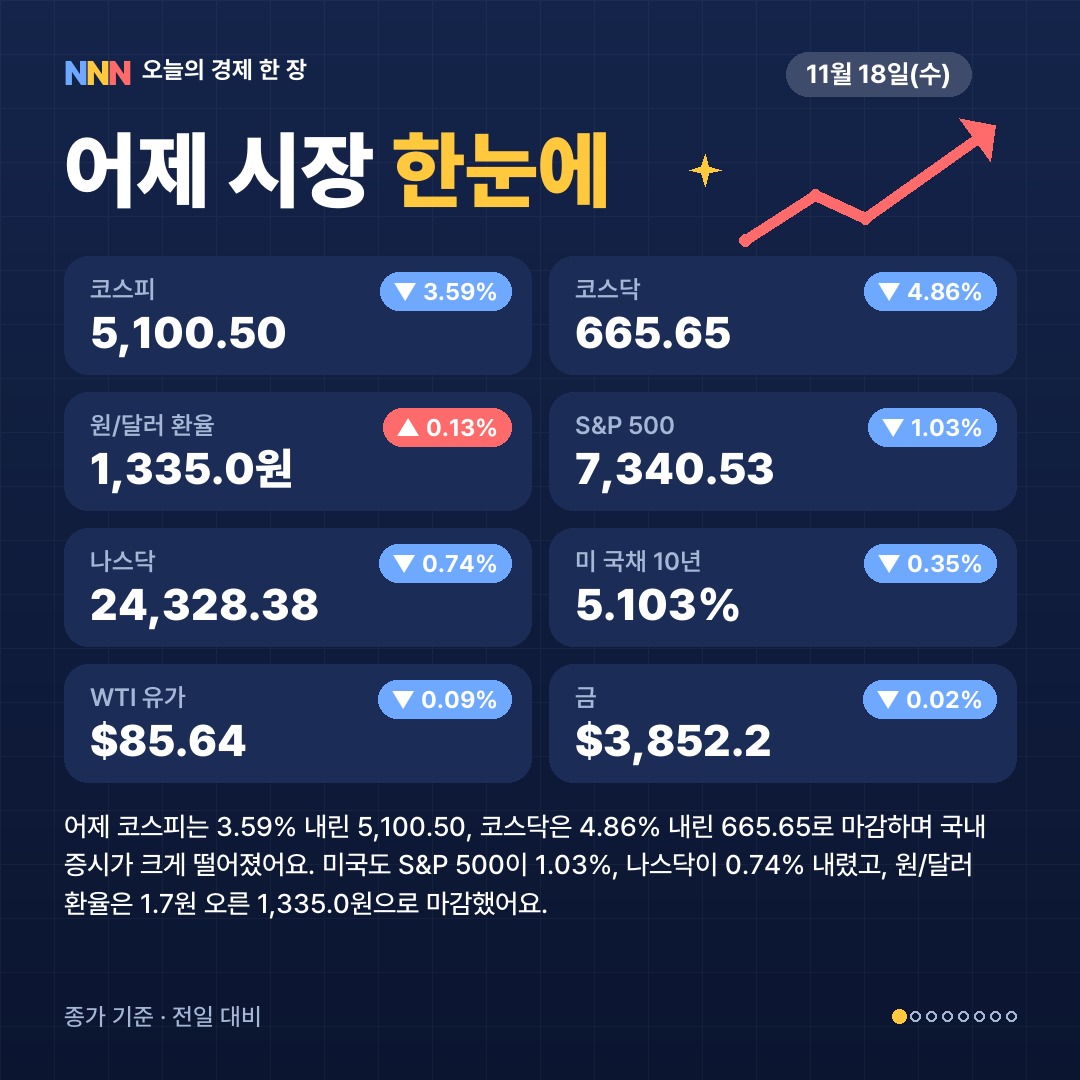 NNN 오늘의 경제 한 장
11월 18일(수)
어제 시장 한눈에
코스피
▼ 3.59%
5,100.50
코스닥
▼ 4.86%
665.65
원/달러 환율
▲ 0.13%
1,335.0원
S&P 500
▼ 1.03%
7,340.53
나스닥
▼ 0.74%
24,328.38
미 국채 10년
▼ 0.35%
5.103%
WTI 유가
▼ 0.09%
$85.64
금
▼ 0.02%
$3,852.2
어제 코스피는 3.59% 내린 5,100.50, 코스닥은 4.86% 내린 665.65로 마감하며 국내
증시가 크게 떨어졌어요. 미국도 S&P 500이 1.03%, 나스닥이 0.74% 내렸고, 원/달러
환율은 1.7원 오른 1,335.0원으로 마감했어요.
종가 기준 · 전일 대비